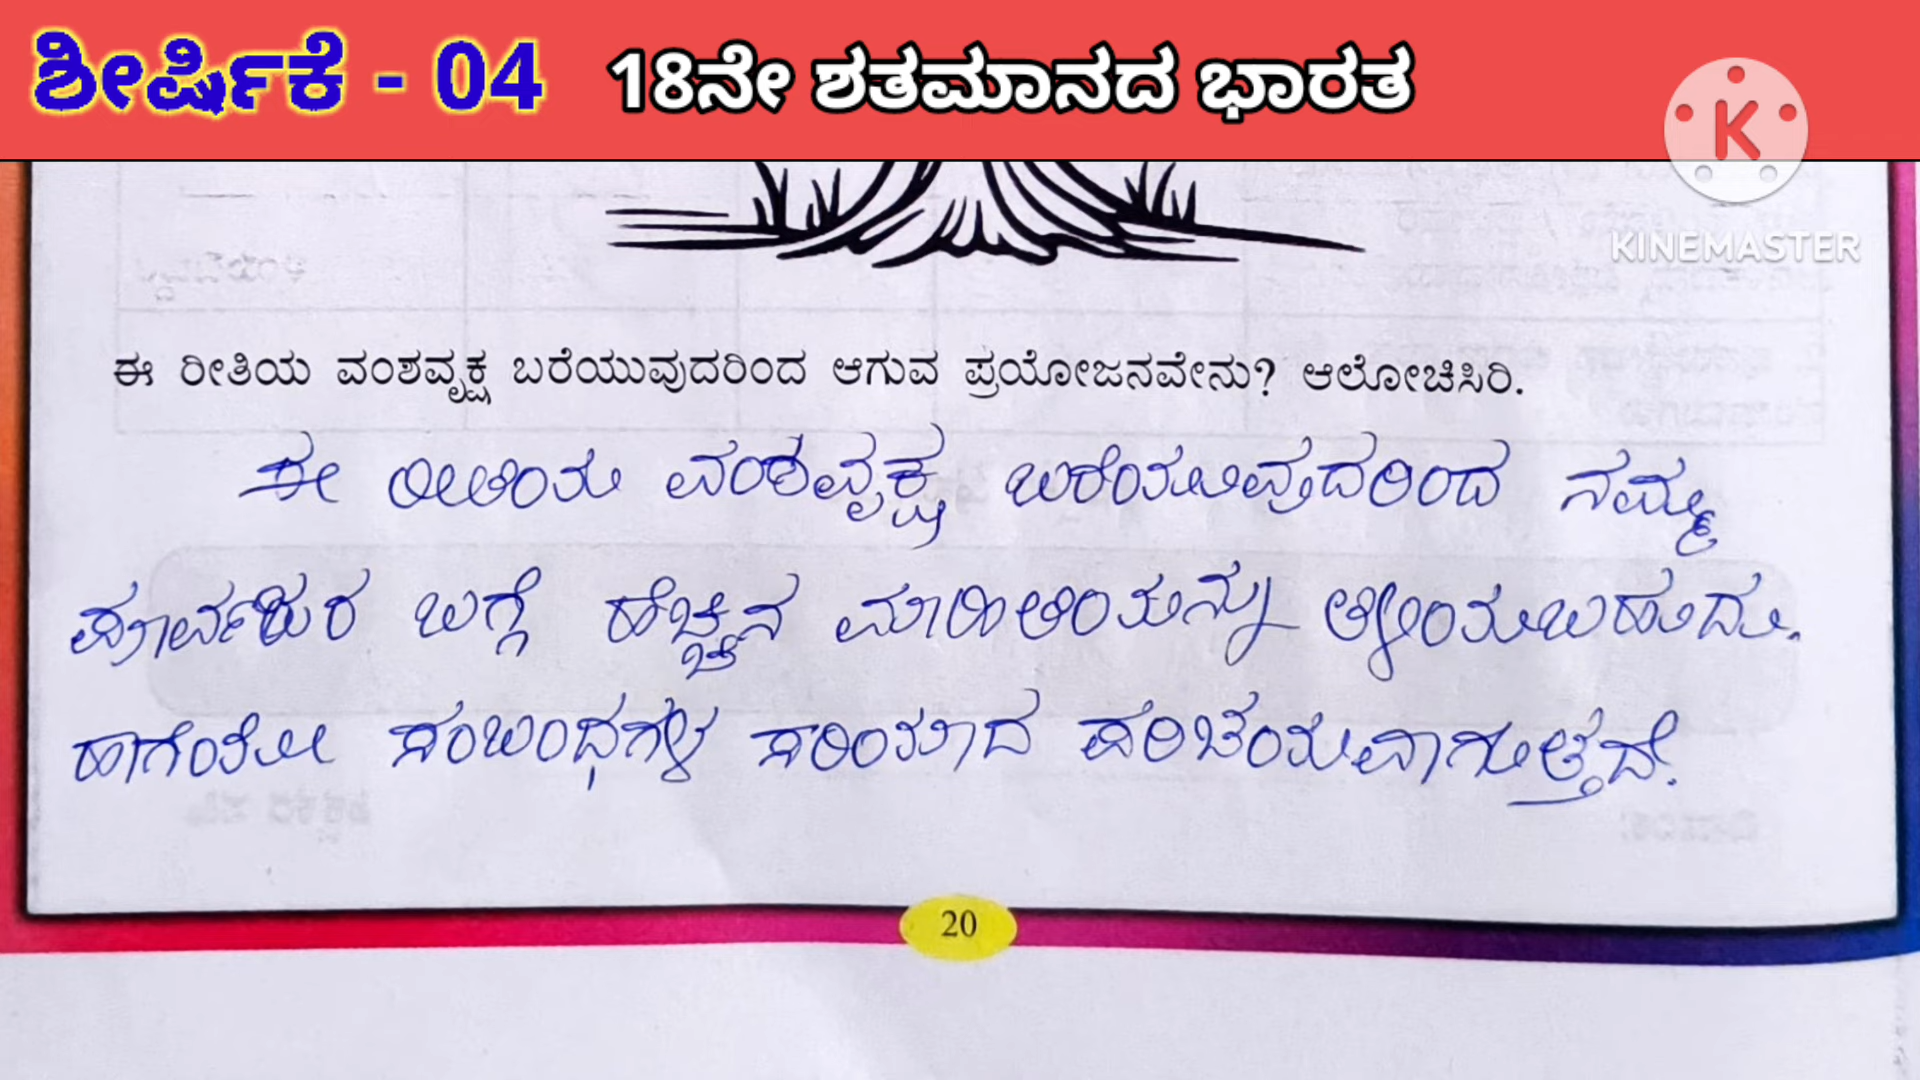 ಶೀರ್ಷಿಕೆ - 04 18ನೇ ಶತಮಾನದ ಭಾರತ
KINEMASTER
ಈ ರೀತಿಯ ವಂಶವೃಕ್ಷ ಬರೆಯುವುದರಿಂದ ಆಗುವ ಪ್ರಯೋಜನವೇನು? ಆಲೋಚಿಸಿರಿ.
ಈ ರೀತಿಯ ವಂಶವೃಕ್ಷ ಬರೆಯುವುದರಿಂದ ನಮ್ಮ
ಪೂರ್ವಜರ ಬಗ್ಗೆ ಹೆಚ್ಚಿನ ಮಾಹಿತಿಯನ್ನು ತಿಳಿಯಬಹುದು.
ಹಾಗೆಯೇ ಸಂಬಂಧಗಳ ಸರಿಯಾದ ಪರಿಚಯವಾಗುತ್ತದೆ.
20